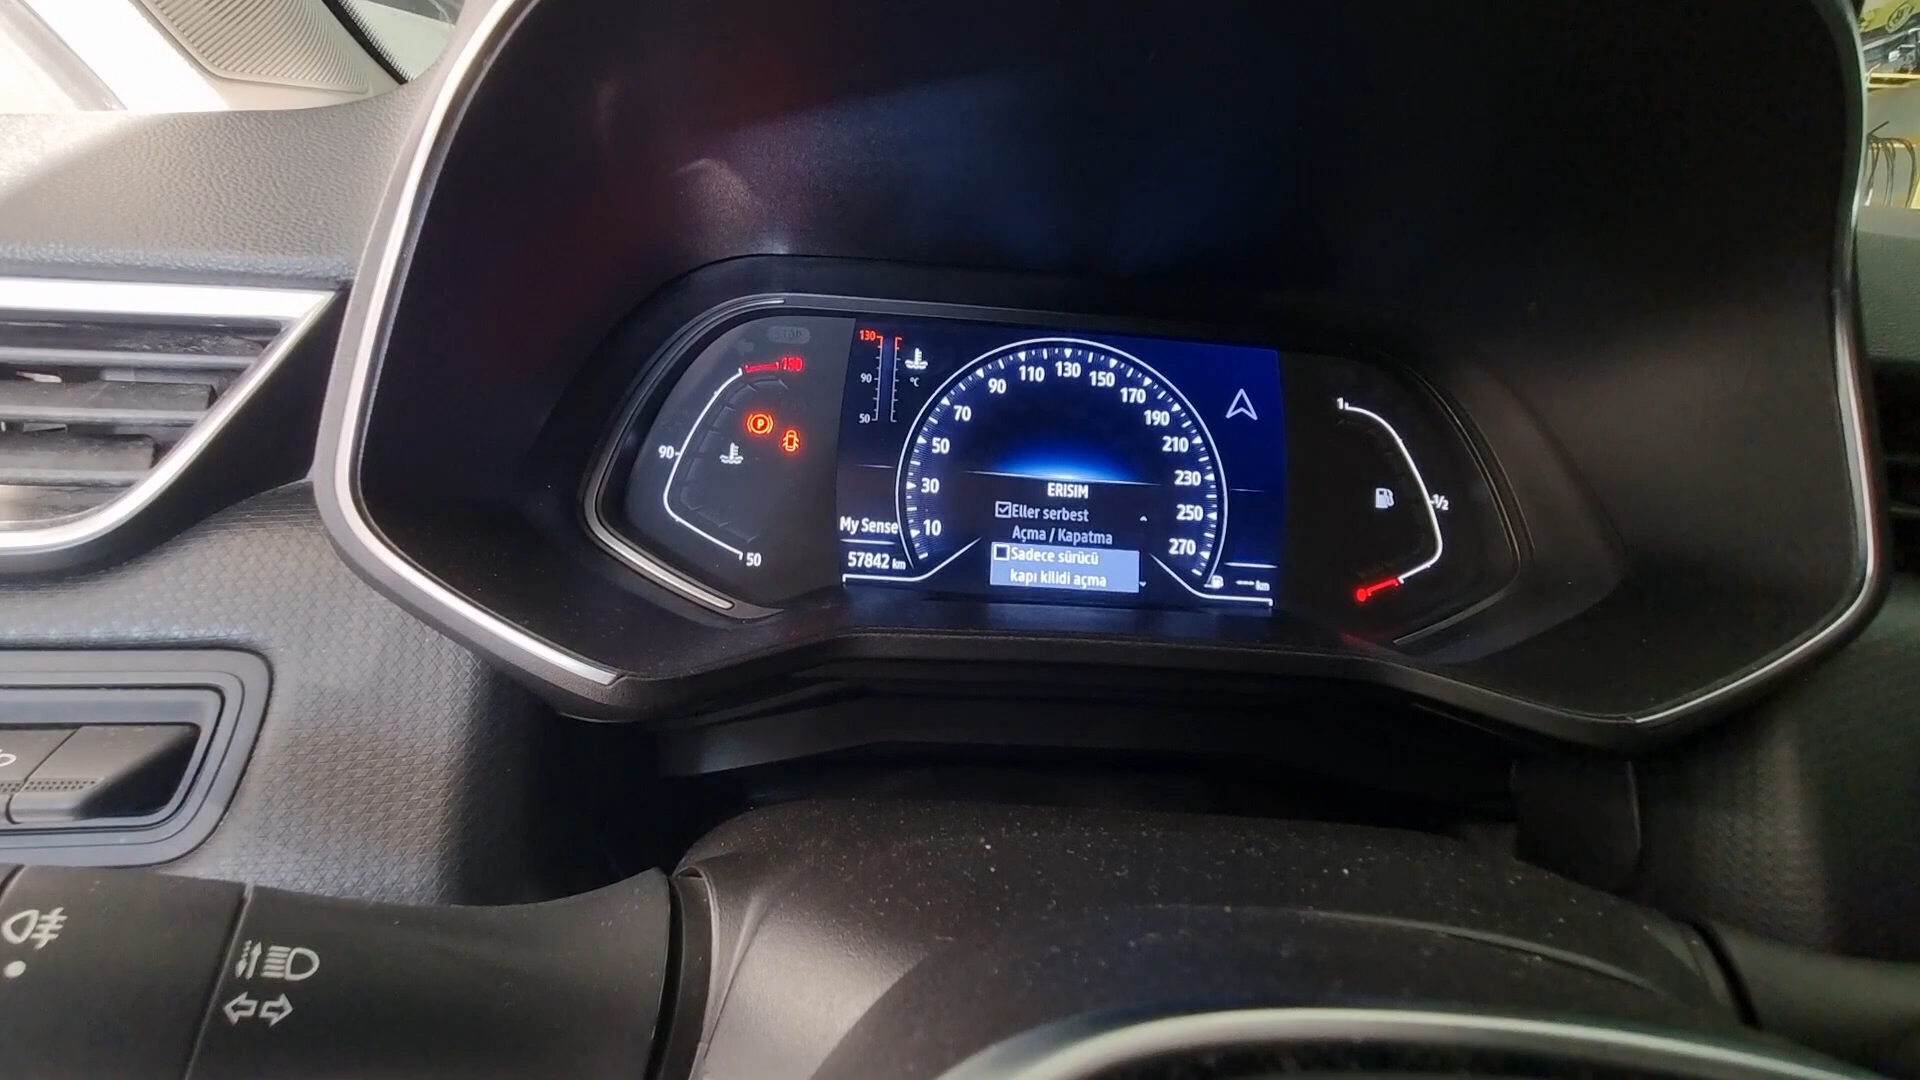 STOP
130
90
50
P
130
90
50
°C
My Sense
57842 km
10
30
50
70
90
110
130
150
170
190
210
230
250
270
ERISIM
Eller serbest
Açma / Kapatma
Sadece sürücü
kapı kilidi açma
--- km
1
½
0